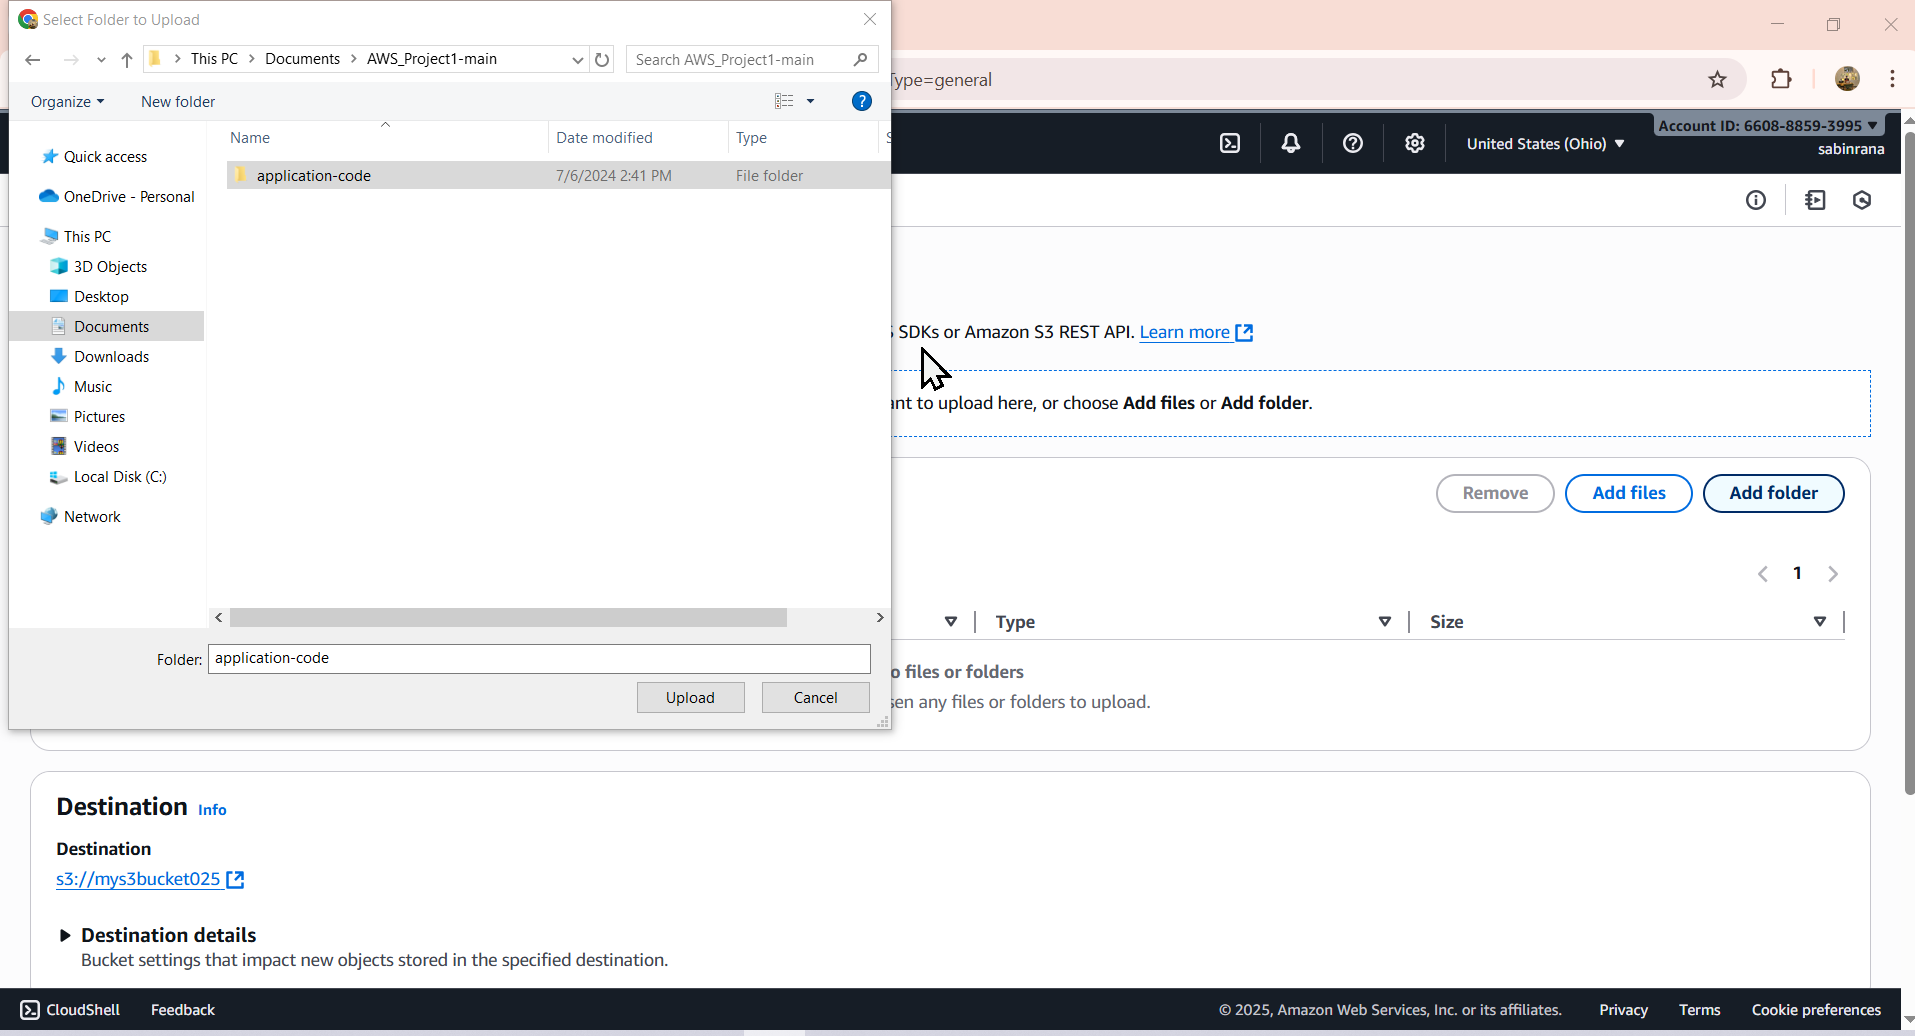 Select Folder to Upload
This PC > Documents > AWS_Project1-main
Search AWS_Project1-main
Type=general
Organize
New folder
?
Account ID: 6608-8859-3995
United States (Ohio)
sabinrana
Name
Date modified
Type
Quick access
application-code
7/6/2024 2:41 PM
File folder
OneDrive - Personal
This PC
3D Objects
Desktop
Documents
Downloads
Music
Pictures
Videos
Local Disk (C:)
Network
SDKs or Amazon S3 REST API. Learn more
to upload here, or choose Add files or Add folder.
Remove
Add files
Add folder
1
Type
Size
Folder:
application-code
files or folders
any files or folders to upload.
Upload
Cancel
Destination Info
Destination
s3://mys3bucket025
Destination details
Bucket settings that impact new objects stored in the specified destination.
CloudShell
Feedback
© 2025, Amazon Web Services, Inc. or its affiliates.
Privacy
Terms
Cookie preferences